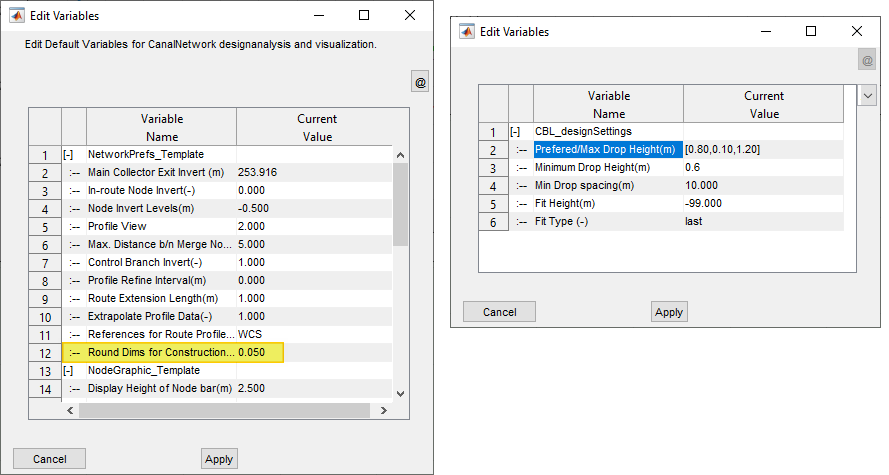 Edit Variables
Edit Default Variables for CanalNetwork designanalysis and visualization.
@
Variable Name Current Value
1 [-] NetworkPrefs_Template
2 :-- Main Collector Exit Invert (m) 253.916
3 :-- In-route Node Invert(-) 0.000
4 :-- Node Invert Levels(m) -0.500
5 :-- Profile View 2.000
6 :-- Max. Distance b/n Merge No... 5.000
7 :-- Control Branch Invert(-) 1.000
8 :-- Profile Refine Interval(m) 0.000
9 :-- Route Extension Length(m) 1.000
10 :-- Extrapolate Profile Data(-) 1.000
11 :-- References for Route Profile... WCS
12 :-- Round Dims for Construction... 0.050
13 [-] NodeGraphic_Template
14 :-- Display Height of Node bar(m) 2.500
Cancel Apply
Edit Variables
@
Variable Name Current Value
1 [-] CBL_designSettings
2 :-- Prefered/Max Drop Height(m) [0.80,0.10,1.20]
3 :-- Minimum Drop Height(m) 0.6
4 :-- Min Drop spacing(m) 10.000
5 :-- Fit Height(m) -99.000
6 :-- Fit Type (-) last
Cancel Apply